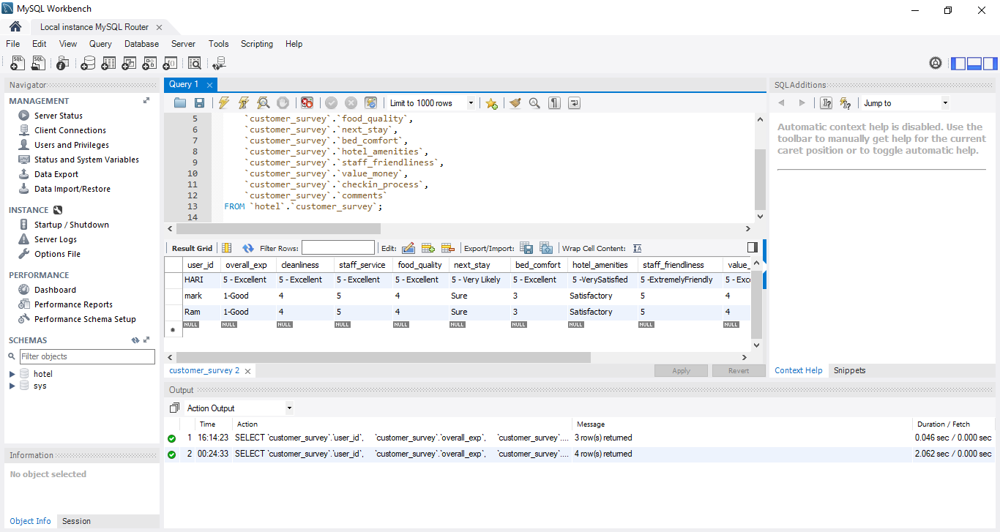 MySQL Workbench
Local instance MySQL Router
File Edit View Query Database Server Tools Scripting Help
Navigator
MANAGEMENT
Server Status
Client Connections
Users and Privileges
Status and System Variables
Data Export
Data Import/Restore
INSTANCE
Startup / Shutdown
Server Logs
Options File
PERFORMANCE
Dashboard
Performance Reports
Performance Schema Setup
SCHEMAS
Filter objects
hotel
sys
Information
No object selected
Object Info Session
Query 1
Limit to 1000 rows
5 `customer_survey`.`food_quality`,
6 `customer_survey`.`next_stay`,
7 `customer_survey`.`bed_comfort`,
8 `customer_survey`.`hotel_amenities`,
9 `customer_survey`.`staff_friendliness`,
10 `customer_survey`.`value_money`,
11 `customer_survey`.`checkin_process`,
12 `customer_survey`.`comments`
13 FROM `hotel`.`customer_survey`;
14
Result Grid Filter Rows: Edit: Export/Import: Wrap Cell Content:
user_id overall_exp cleanliness staff_service food_quality next_stay bed_comfort hotel_amenities staff_friendliness value_
HARI 5 - Excellent 5 - Excellent 5 - Excellent 5 - Excellent 5 - Very Likely 5 - Excellent 5 -VerySatisfied 5 -ExtremelyFriendly 5 - Exc
mark 1-Good 4 5 4 Sure 3 Satisfactory 5 4
Ram 1-Good 4 5 4 Sure 3 Satisfactory 5 4
NULL NULL NULL NULL NULL NULL NULL NULL NULL NULL
customer_survey 2
Apply Revert
SQLAdditions
Jump to
Automatic context help is disabled. Use the
toolbar to manually get help for the current
caret position or to toggle automatic help.
Context Help Snippets
Output
Action Output
Time Action Message Duration / Fetch
1 16:14:23 SELECT `customer_survey`.`user_id`, `customer_survey`.`overall_exp`, `customer_survey`.... 3 row(s) returned 0.046 sec / 0.000 sec
2 00:24:33 SELECT `customer_survey`.`user_id`, `customer_survey`.`overall_exp`, `customer_survey`.... 4 row(s) returned 2.062 sec / 0.000 sec